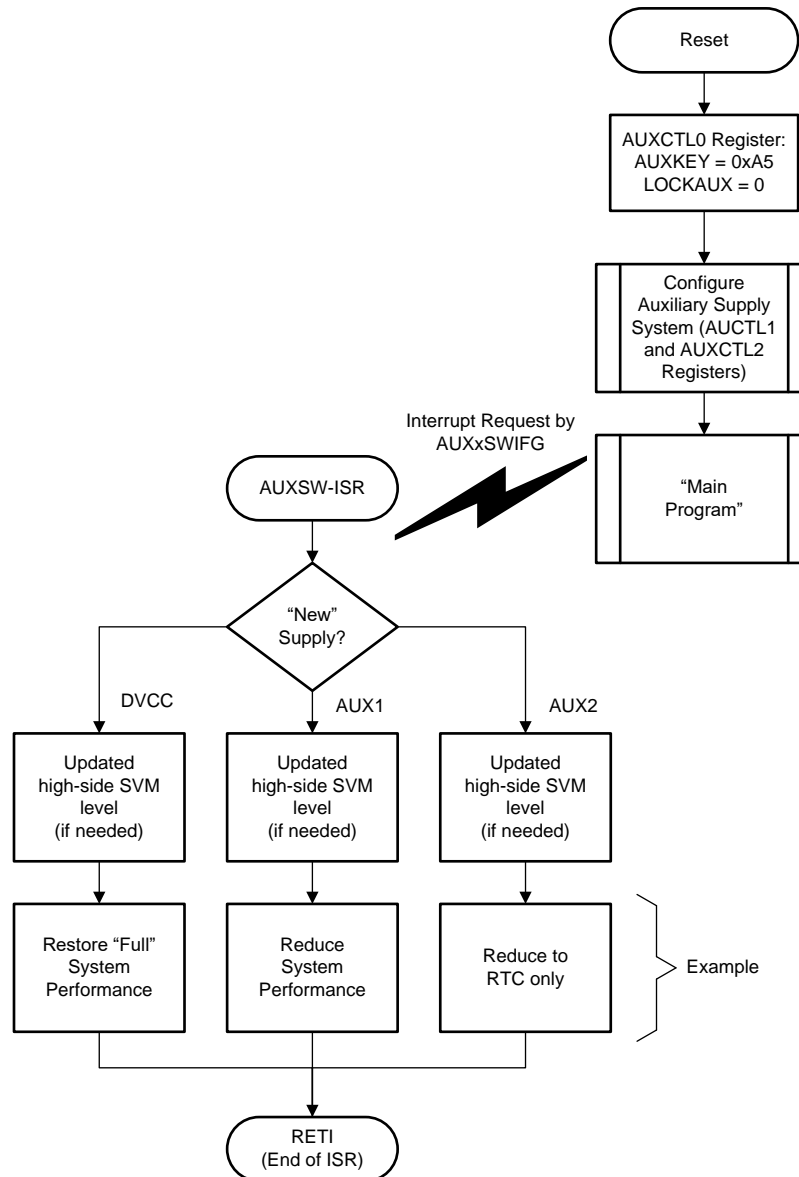 Reset
AUXCTL0 Register:
AUXKEY = 0xA5
LOCKAUX = 0
Configure
Auxiliary Supply
System (AUCTL1
and AUXCTL2
Registers)
Interrupt Request by
AUXxSWIFG
“Main
Program”
AUXSW-ISR
“New”
Supply?
DVCC
AUX1
AUX2
Updated
high-side SVM
level
(if needed)
Updated
high-side SVM
level
(if needed)
Updated
high-side SVM
level
(if needed)
Restore “Full”
System
Performance
Reduce
System
Performance
Reduce to
RTC only
Example
RETI
(End of ISR)